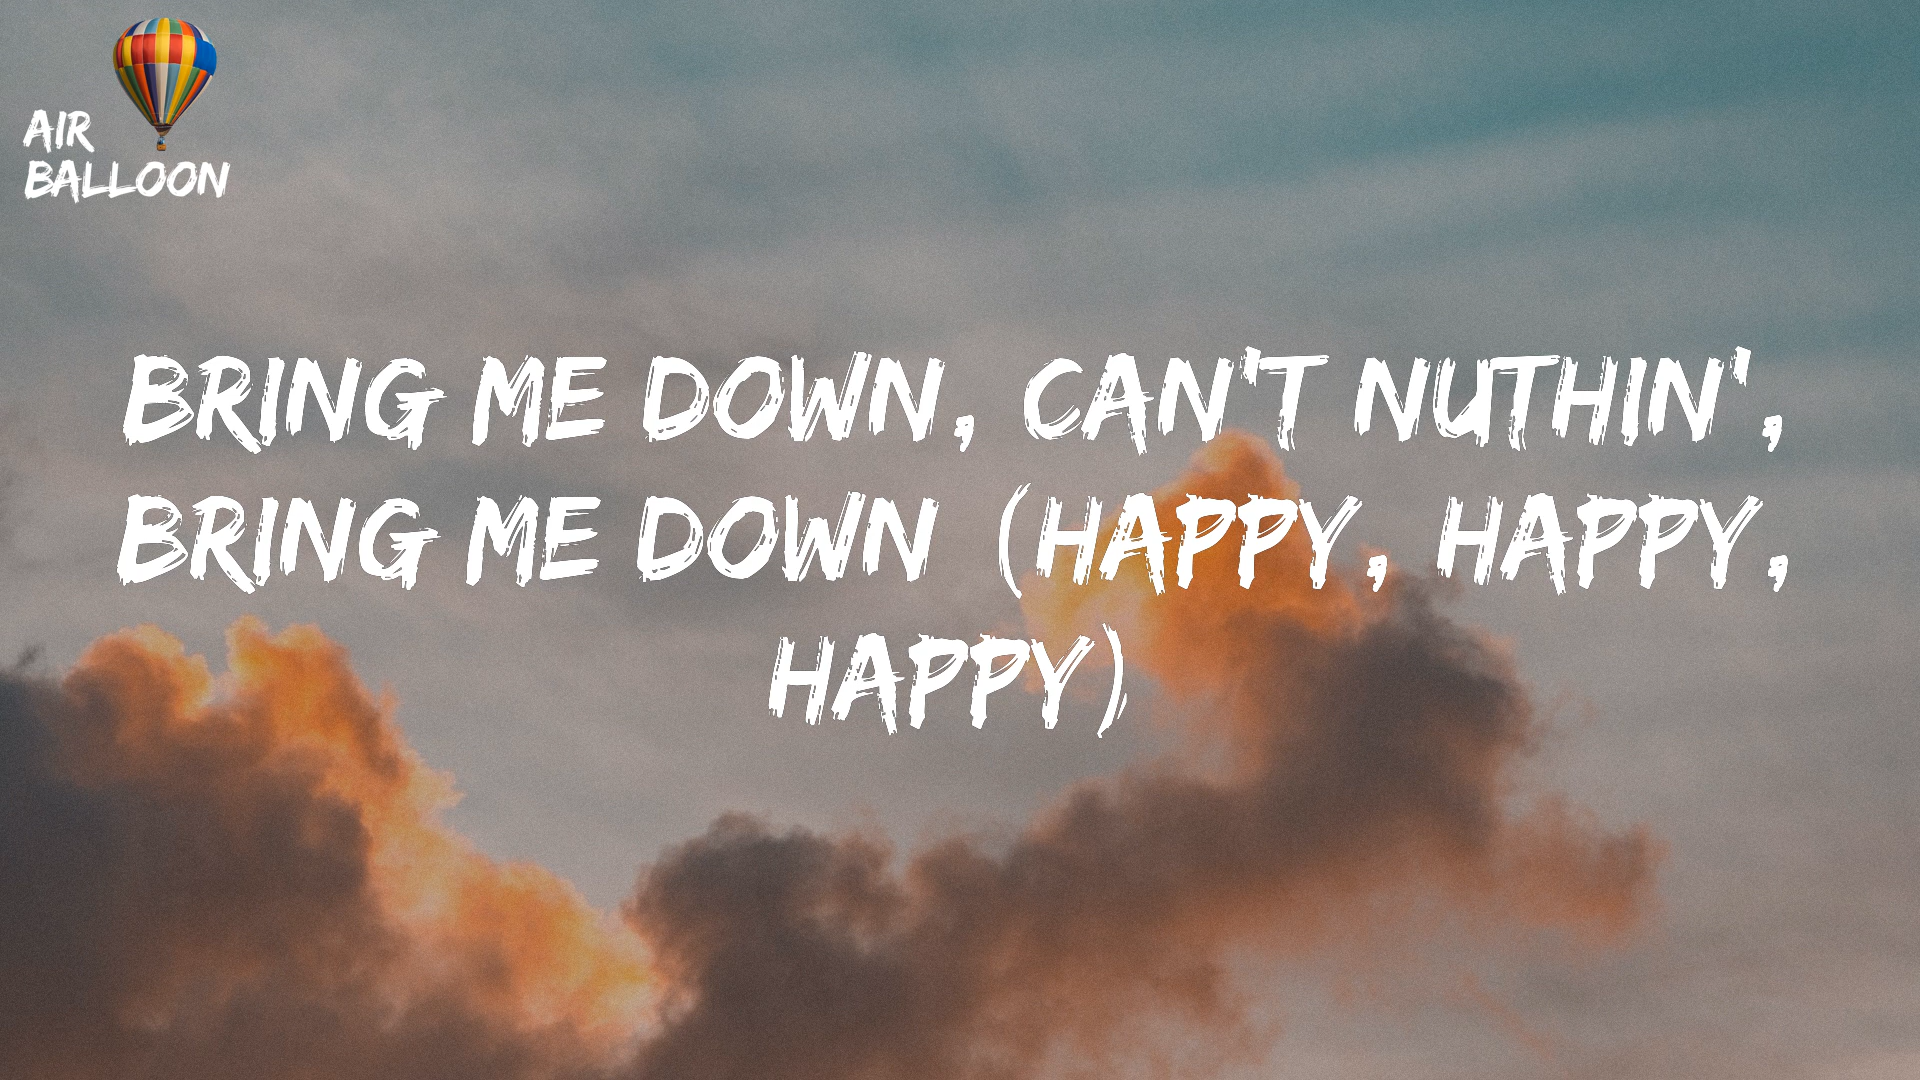 AIR
BALLOON
BRING ME DOWN, CAN'T NUTHIN',
BRING ME DOWN (HAPPY, HAPPY,
HAPPY)